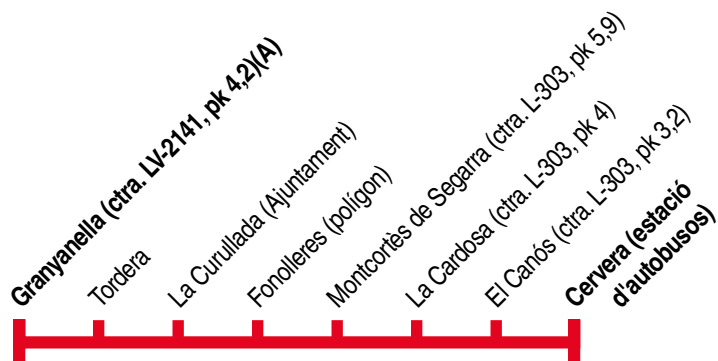 Granyanella (ctra. LV-2141, pk 4,2)(A)
Tordera
La Curullada (Ajuntament)
Fonolleres (polígon)
Montcortès de Segarra (ctra. L-303, pk 5,9)
La Cardosa (ctra. L-303, pk 4)
El Canós (ctra. L-303, pk 3,2)
Cervera (estació
d'autobusos)